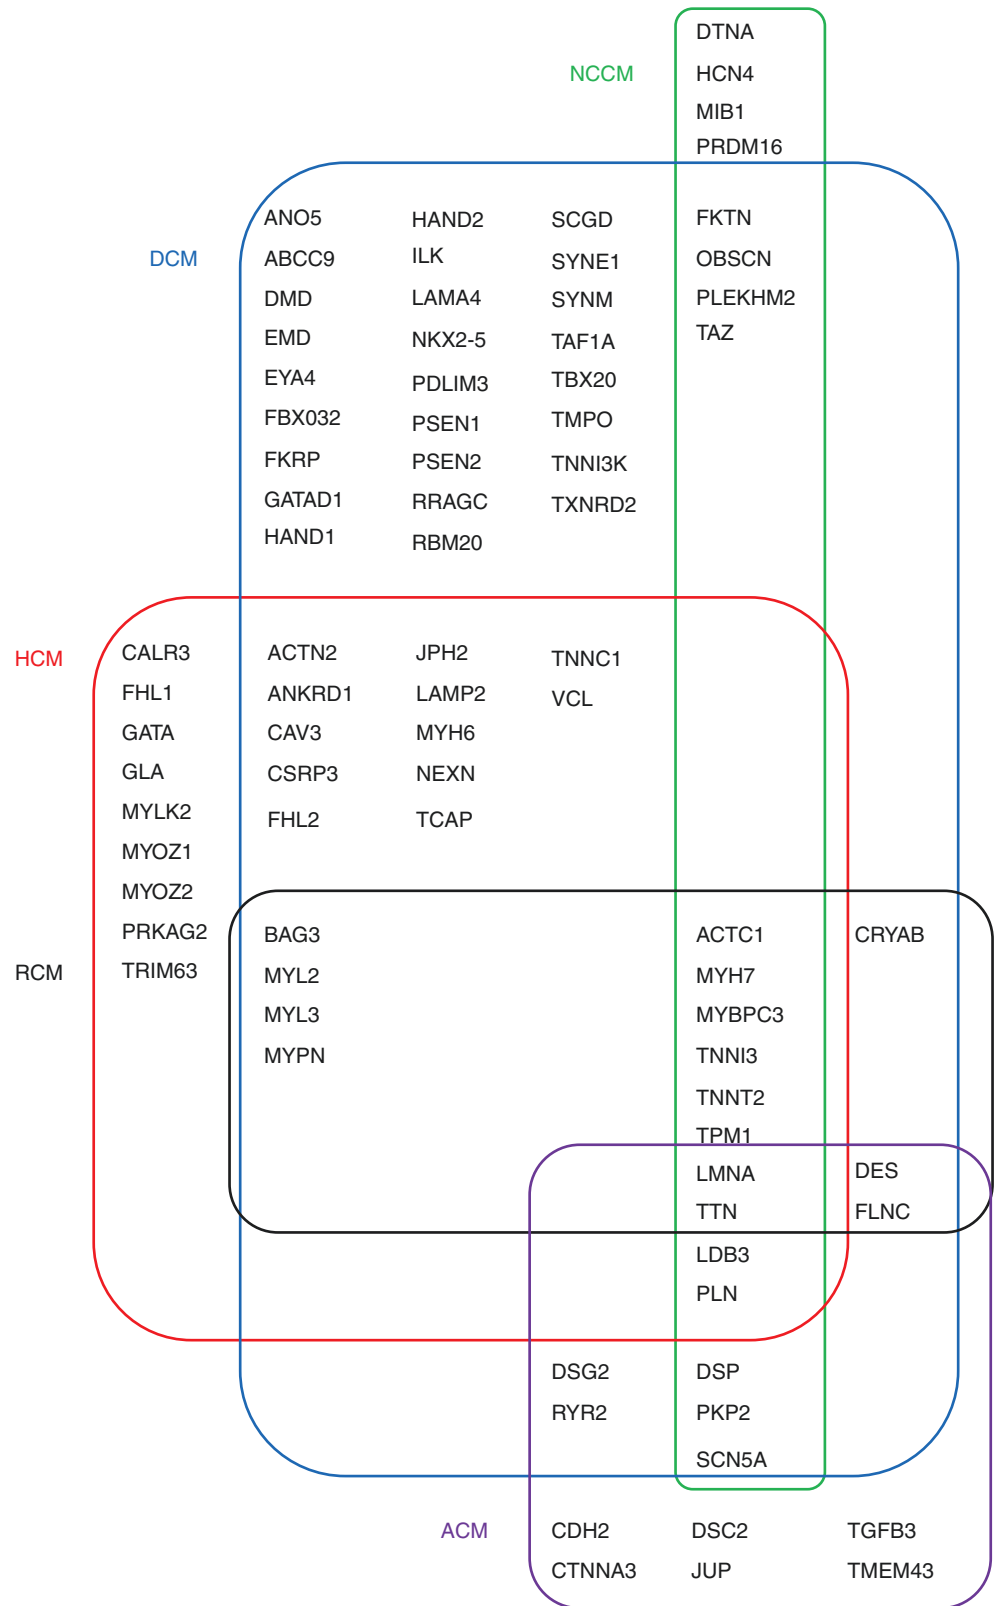 DTNA
NCCM HCN4
MIB1
PRDM16
ANO5 HAND2 SCGD FKTN
DCM ABCC9 ILK SYNE1 OBSCN
DMD LAMA4 SYNM PLEKHM2
EMD NKX2-5 TAF1A TAZ
EYA4 PDLIM3 TBX20
FBX032 PSEN1 TMPO
FKRP PSEN2 TNNI3K
GATAD1 RRAGC TXNRD2
HAND1 RBM20
HCM CALR3 ACTN2 JPH2 TNNC1
FHL1 ANKRD1 LAMP2 VCL
GATA CAV3 MYH6
GLA CSRP3 NEXN
MYLK2 FHL2 TCAP
MYOZ1
MYOZ2
PRKAG2 BAG3 ACTC1 CRYAB
RCM TRIM63 MYL2 MYH7
MYL3 MYBPC3
MYPN TNNI3
TNNT2
TPM1
LMNA DES
TTN FLNC
LDB3
PLN
DSG2 DSP
RYR2 PKP2
SCN5A
ACM CDH2 DSC2 TGFB3
CTNNA3 JUP TMEM43